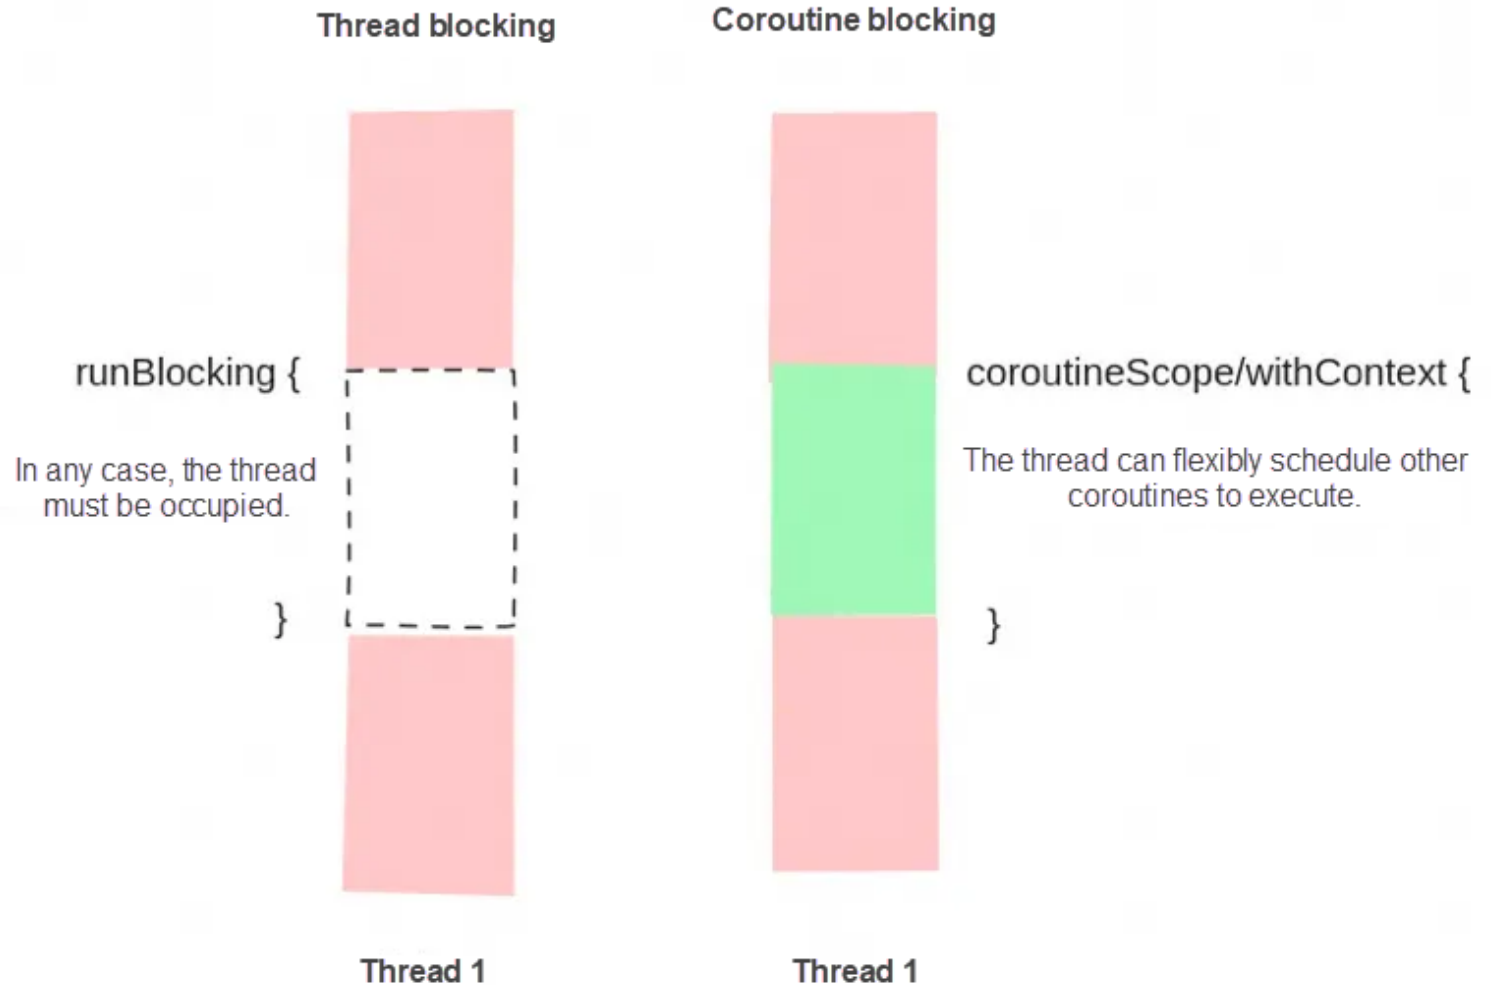 Thread blocking
Coroutine blocking
runBlocking {
In any case, the thread
must be occupied.
}
coroutineScope/withContext {
The thread can flexibly schedule other
coroutines to execute.
}
Thread 1
Thread 1